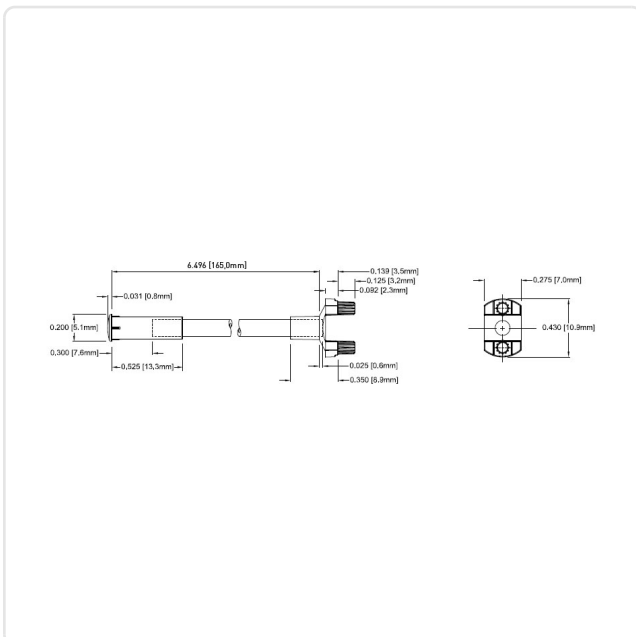 6.496 [165,0mm]
0.139 [3.5mm]
0.125 [3,2mm]
0.092 [2.3mm]
0.031 [0.8mm]
0.275 [7,0mm]
0.200 [5.1mm]
0.430 [10.9mm]
0.300 [7.6mm]
0,525 [13,3mm]
0.025 [0.6mm]
0.350 [8.9mm]